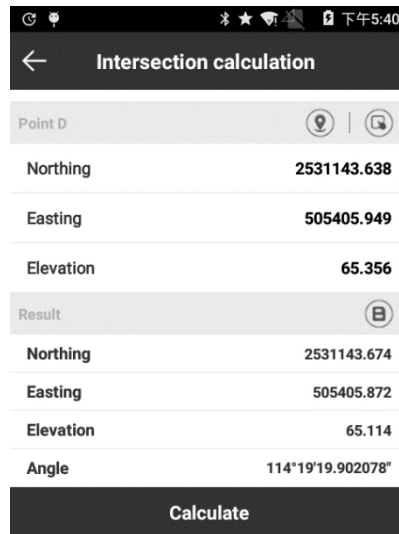 下午5:40
Intersection calculation
Point D
Northing 2531143.638
Easting 505405.949
Elevation 65.356
Result
Northing 2531143.674
Easting 505405.872
Elevation 65.114
Angle 114°19'19.902078"
Calculate